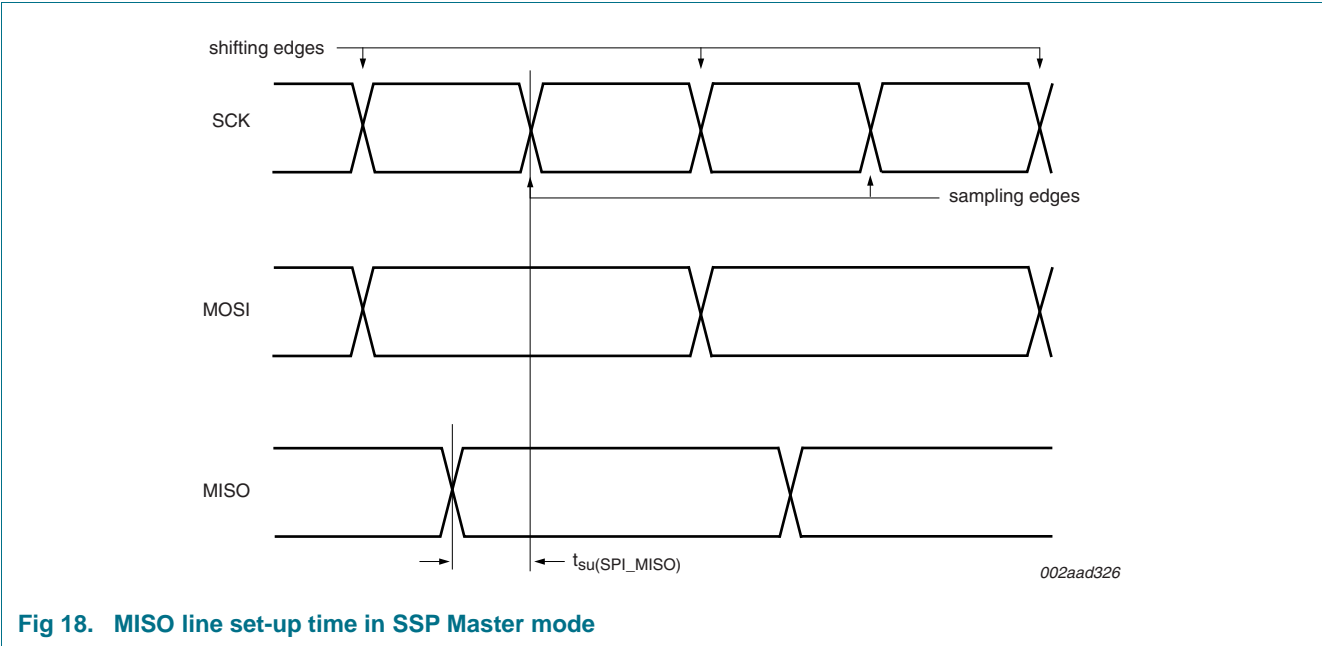 shifting edges
SCK
sampling edges
MOSI
MISO
tsu(SPI_MISO)
002aad326
Fig 18. MISO line set-up time in SSP Master mode